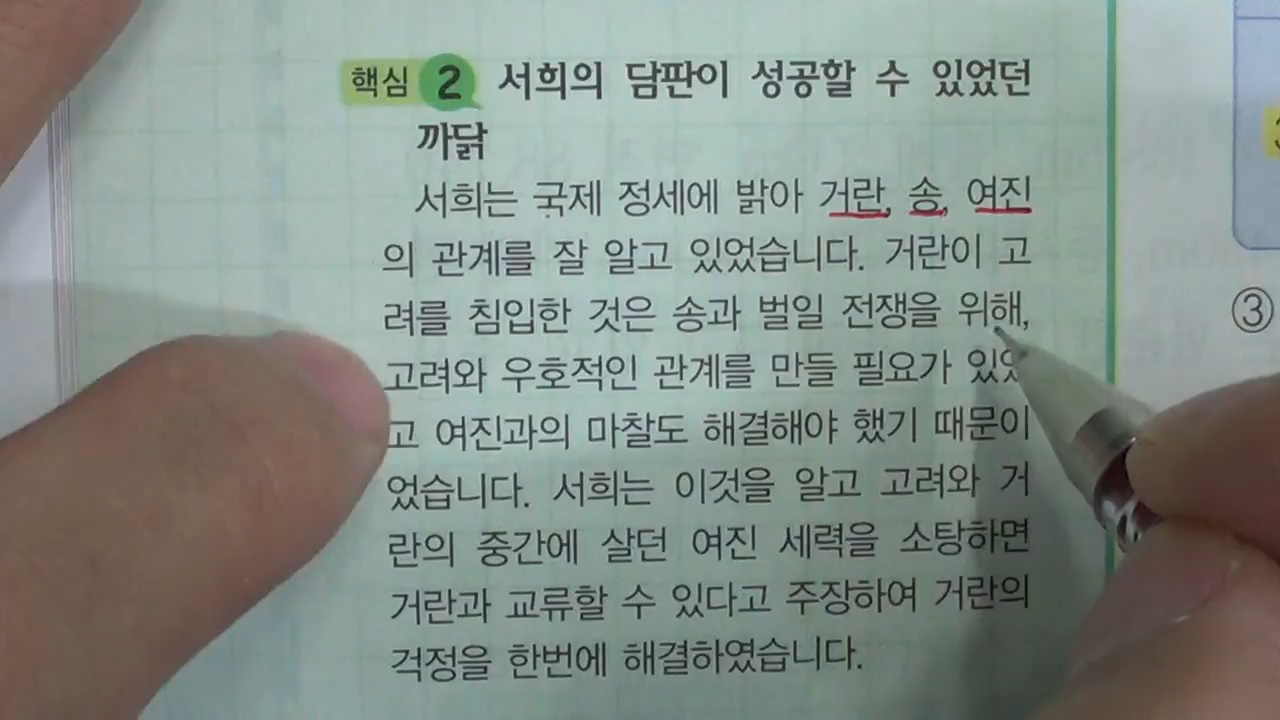 핵심 2 서희의 담판이 성공할 수 있었던
까닭
서희는 국제 정세에 밝아 거란, 송, 여진
의 관계를 잘 알고 있었습니다. 거란이 고
려를 침입한 것은 송과 벌일 전쟁을 위해,
고려와 우호적인 관계를 만들 필요가 있었
고 여진과의 마찰도 해결해야 했기 때문이
었습니다. 서희는 이것을 알고 고려와 거
란의 중간에 살던 여진 세력을 소탕하면
거란과 교류할 수 있다고 주장하여 거란의
걱정을 한번에 해결하였습니다.
③